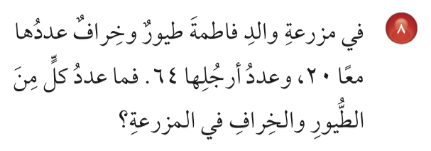 ٨ في مزرعةِ والدِ فاطمةَ طيورٌ وخِرافٌ عددُها
معًا ٢٠، وعددُ أرجُلِها ٦٤. فما عددُ كلٍّ مِنَ
الطُّيورِ والخِرافِ في المزرعةِ؟